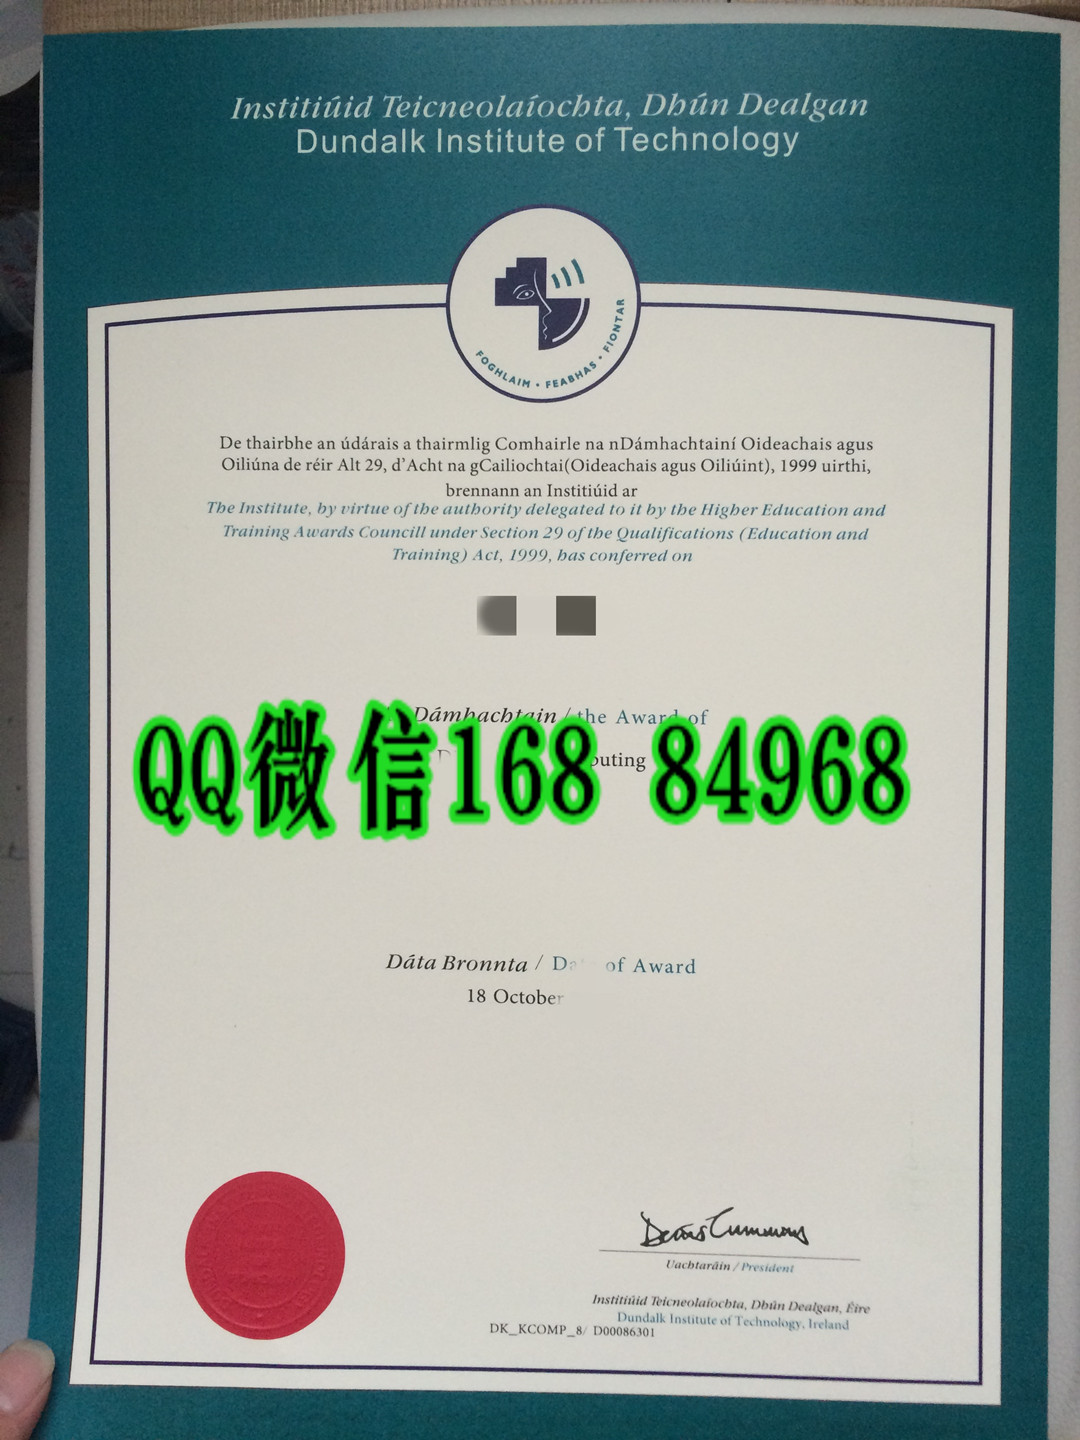 Institiúid Teicneolaíochta, Dhún Dealgan
Dundalk Institute of Technology
FOGHLAIM • FEABHAS • FIONTAR
De thairbhe an údárais a thairmlig Comhairle na nDámhachtainí Oideachais agus
Oiliúna de réir Alt 29, d'Acht na gCailiochtai(Oideachais agus Oiliúint), 1999 uirthi,
brennann an Institiúid ar
The Institute, by virtue of the authority delegated to it by the Higher Education and
Training Awards Councill under Section 29 of the Qualifications (Education and
Training) Act, 1999, has conferred on
Dámhachtain / the Award of
QQ微信168 84968
Dáta Bronnta / of Award
18 October
Uachtaráin / President
Institiúid Teicneolaíochta, Dhún Dealgan, Éire
Dundalk Institute of Technology, Ireland
DK_KCOMP_8/ D00086301